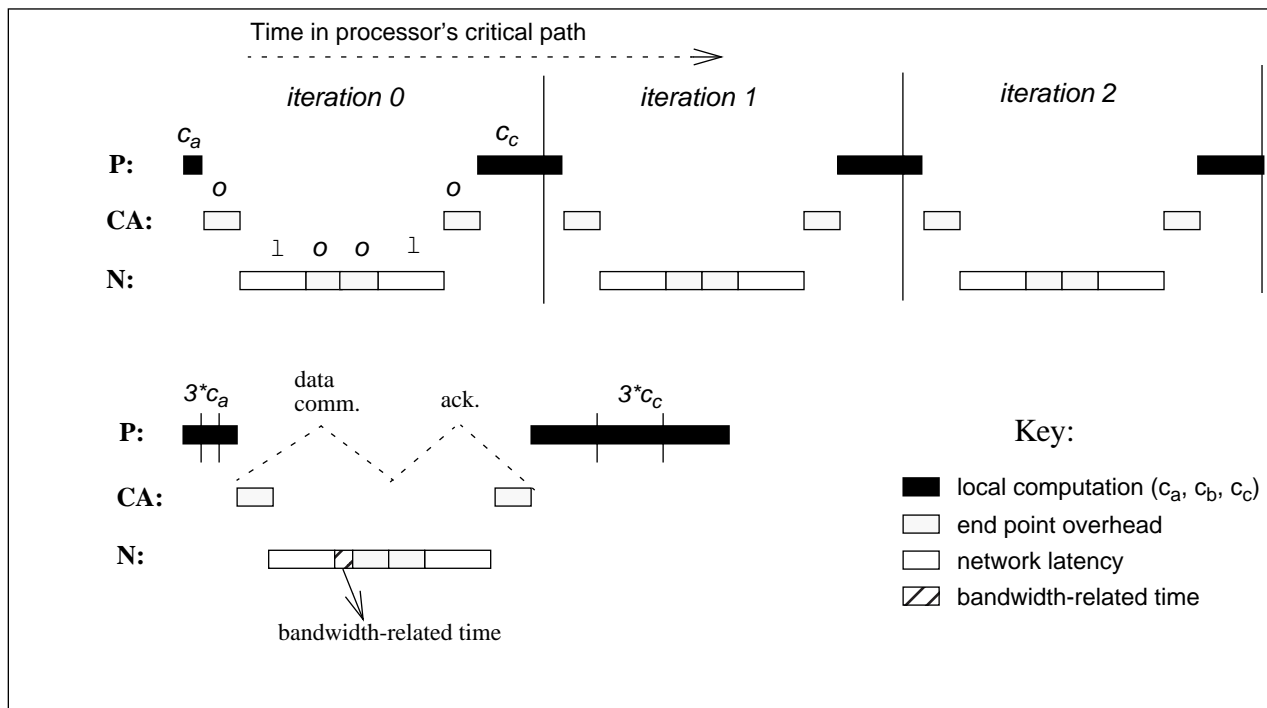 Time in processor's critical path
iteration 0
iteration 1
iteration 2
c_a
c_c
P:
o
o
CA:
l o o l
N:
3*c_a
data
comm.
ack.
3*c_c
P:
CA:
N:
bandwidth-related time
Key:
local computation (c_a, c_b, c_c)
end point overhead
network latency
bandwidth-related time